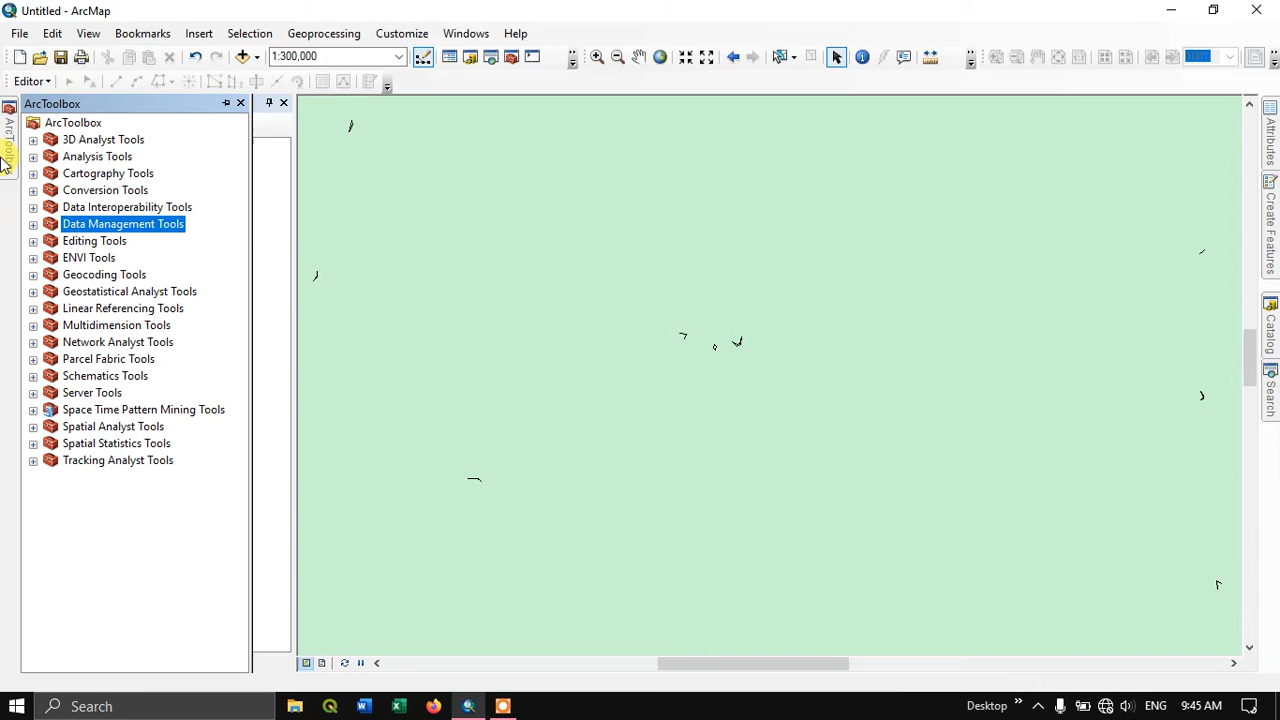 Untitled - ArcMap
File Edit View Bookmarks Insert Selection Geoprocessing Customize Windows Help
1:300,000
Editor
ArcToolbox
ArcToolbox
3D Analyst Tools
Analysis Tools
Cartography Tools
Conversion Tools
Data Interoperability Tools
Data Management Tools
Editing Tools
ENVI Tools
Geocoding Tools
Geostatistical Analyst Tools
Linear Referencing Tools
Multidimension Tools
Network Analyst Tools
Parcel Fabric Tools
Schematics Tools
Server Tools
Space Time Pattern Mining Tools
Spatial Analyst Tools
Spatial Statistics Tools
Tracking Analyst Tools
Attributes
Create Features
Catalog
Search
Search
Desktop
ENG
9:45 AM